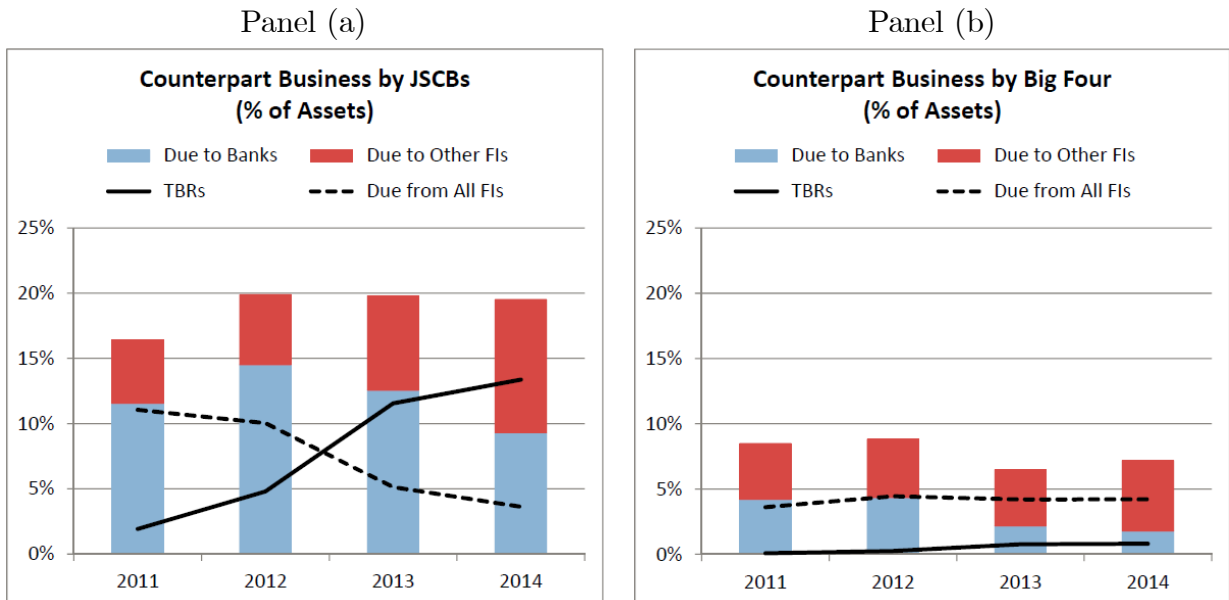 Panel (a)
Counterpart Business by JSCBs
(% of Assets)
Due to Banks
Due to Other FIs
TBRs
Due from All FIs
25%
20%
15%
10%
5%
0%
2011
2012
2013
2014
Panel (b)
Counterpart Business by Big Four
(% of Assets)
Due to Banks
Due to Other FIs
TBRs
Due from All FIs
25%
20%
15%
10%
5%
0%
2011
2012
2013
2014